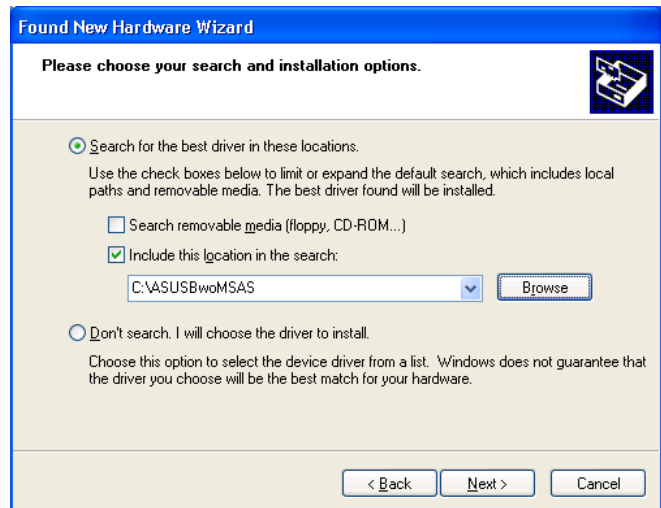 Found New Hardware Wizard
Please choose your search and installation options.
Search for the best driver in these locations.
Use the check boxes below to limit or expand the default search, which includes local
paths and removable media. The best driver found will be installed.
Search removable media (floppy, CD-ROM...)
Include this location in the search:
C:\ASUSBwoMSAS
Browse
Don't search. I will choose the driver to install.
Choose this option to select the device driver from a list. Windows does not guarantee that
the driver you choose will be the best match for your hardware.
< Back Next > Cancel